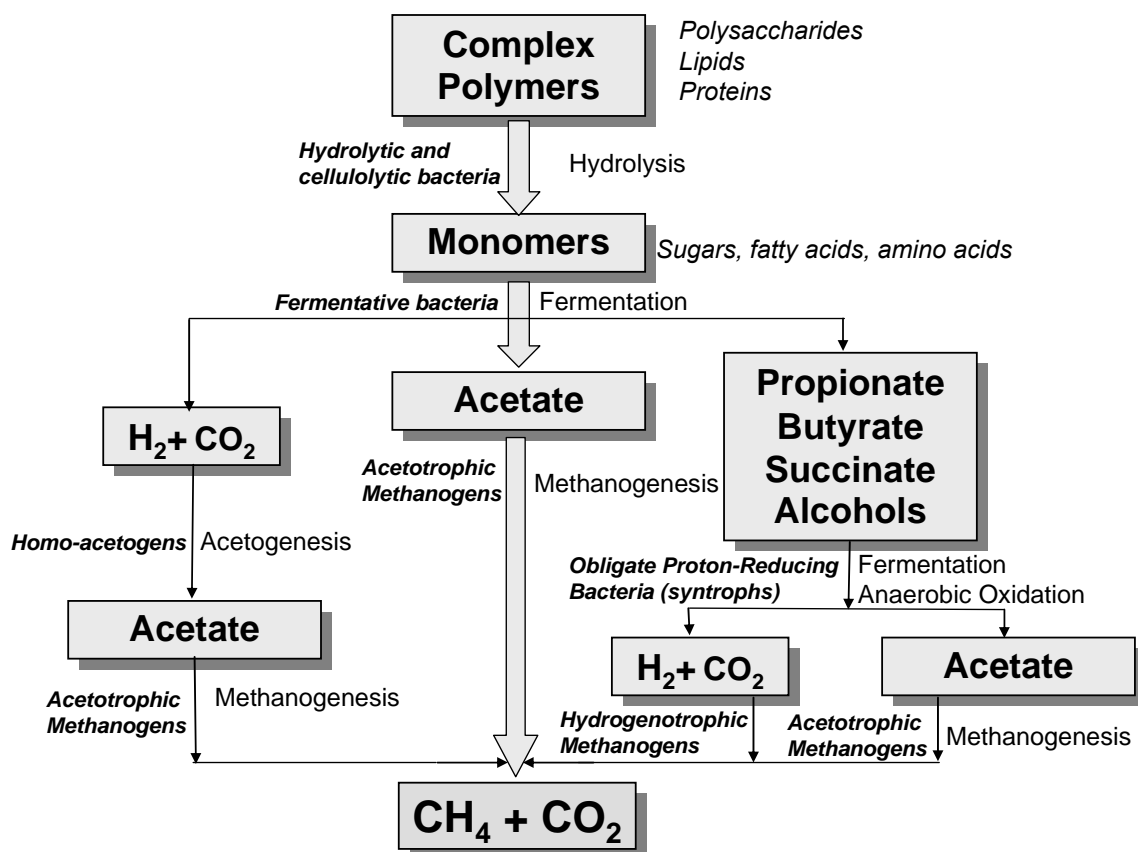 Complex
Polymers
Polysaccharides
Lipids
Proteins
Hydrolytic and
cellulolytic bacteria
Hydrolysis
Monomers
Sugars, fatty acids, amino acids
Fermentative bacteria
Fermentation
H₂+ CO₂
Acetate
Propionate
Butyrate
Succinate
Alcohols
Acetotrophic
Methanogens
Methanogenesis
Homo-acetogens
Acetogenesis
Obligate Proton-Reducing
Bacteria (syntrophs)
Fermentation
Anaerobic Oxidation
Acetate
H₂+ CO₂
Acetate
Acetotrophic
Methanogens
Methanogenesis
Hydrogenotrophic
Methanogens
Acetotrophic
Methanogens
Methanogenesis
CH₄ + CO₂